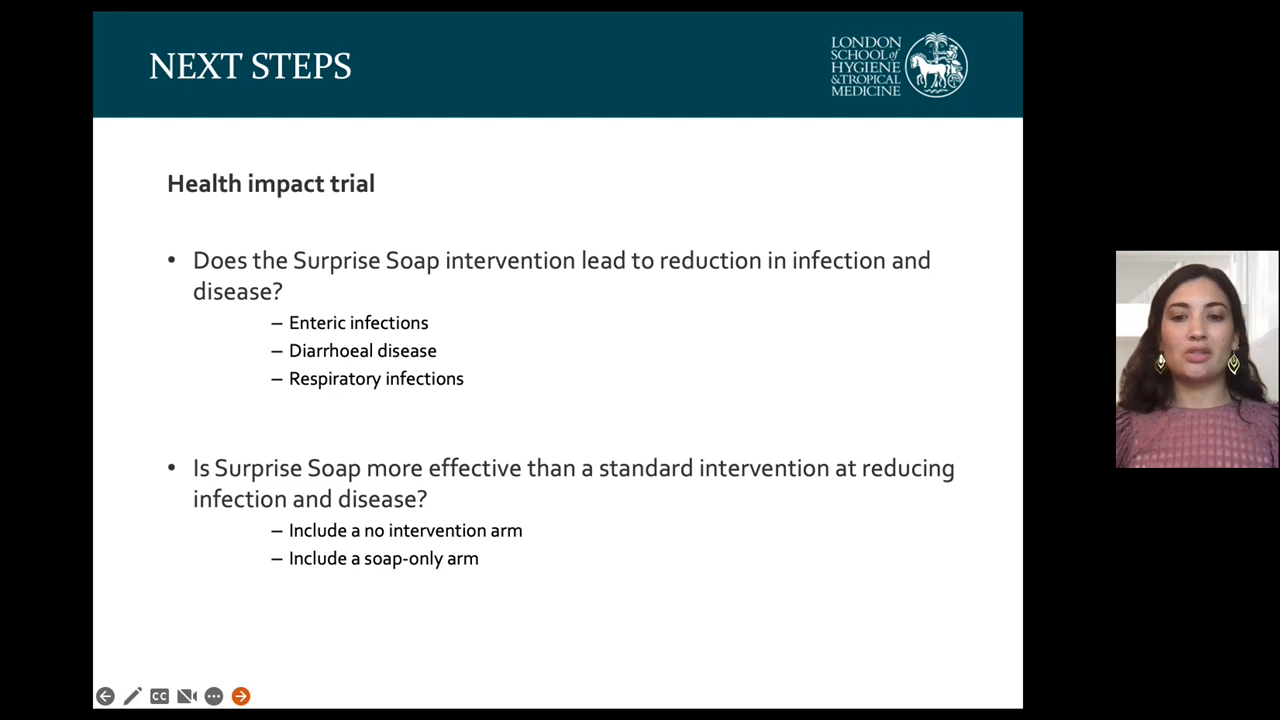 NEXT STEPS
LONDON
SCHOOL of
HYGIENE
& TROPICAL
MEDICINE
Health impact trial
• Does the Surprise Soap intervention lead to reduction in infection and
disease?
– Enteric infections
– Diarrhoeal disease
– Respiratory infections
• Is Surprise Soap more effective than a standard intervention at reducing
infection and disease?
– Include a no intervention arm
– Include a soap-only arm
CC